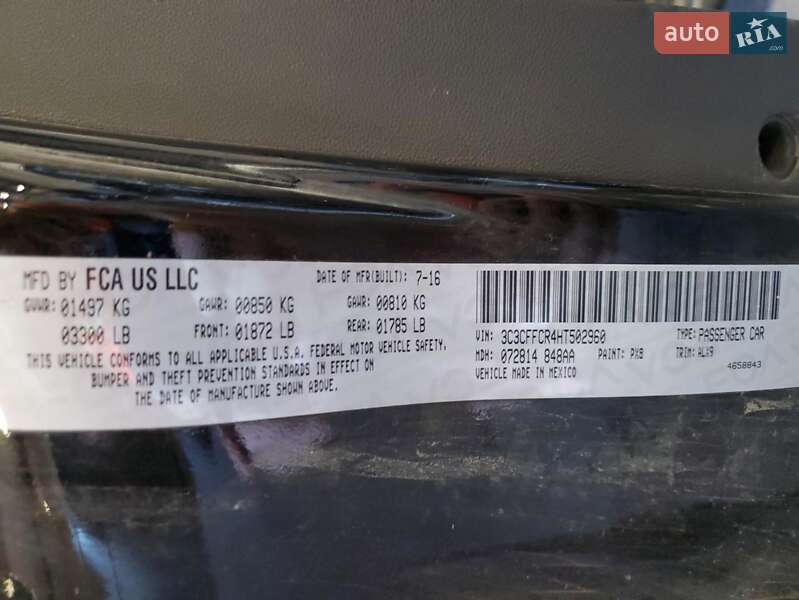 auto RIA
.com
MFD BY FCA US LLC
DATE OF MFR(BUILT): 7-16
GVWR: 01497 KG GAWR: 00850 KG GAWR: 00810 KG
03300 LB FRONT: 01872 LB REAR: 01785 LB
THIS VEHICLE CONFORMS TO ALL APPLICABLE U.S.A. FEDERAL MOTOR VEHICLE SAFETY,
BUMPER AND THEFT PREVENTION STANDARDS IN EFFECT ON
THE DATE OF MANUFACTURE SHOWN ABOVE.
VIN: 3C3CFFCR4HT502960 TYPE: PASSENGER CAR
MDH: 072814 848AA PAINT: PX8 TRIM: ALX9
VEHICLE MADE IN MEXICO 4658843